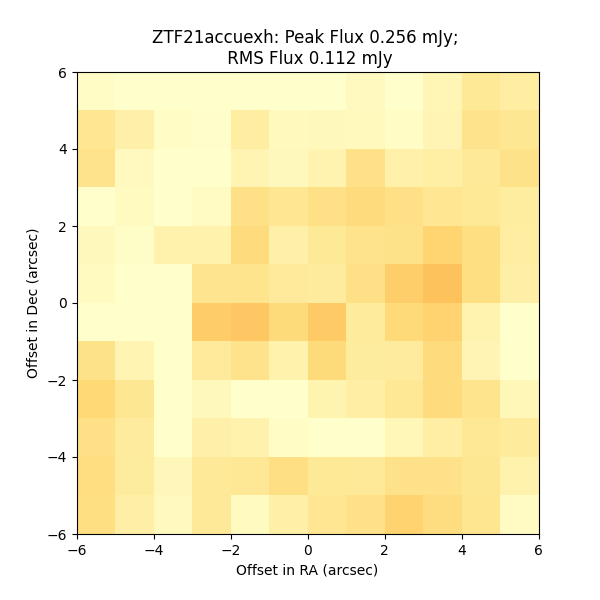 ZTF21accuexh: Peak Flux 0.256 mJy;
RMS Flux 0.112 mJy
6
4
2
0
−2
−4
−6
Offset in Dec (arcsec)
−6 −4 −2 0 2 4 6
Offset in RA (arcsec)